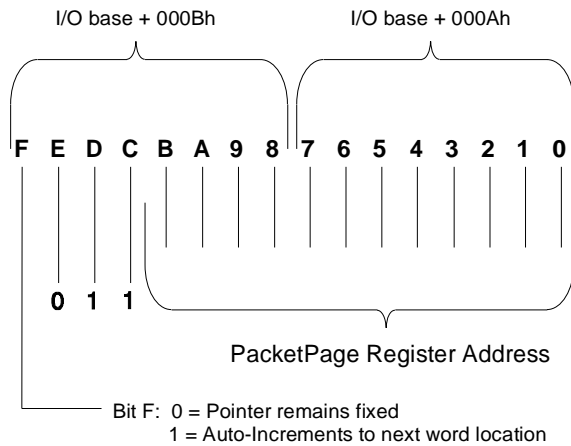 I/O base + 000Bh I/O base + 000Ah
F E D C B A 9 8 7 6 5 4 3 2 1 0
0 1 1
PacketPage Register Address
Bit F: 0 = Pointer remains fixed
1 = Auto-Increments to next word location